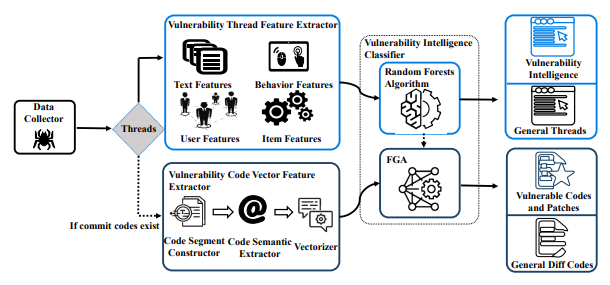 Vulnerability Thread Feature Extractor
Text Features
Behavior Features
User Features
Item Features
Data
Collector
Threads
If commit codes exist
Vulnerability Code Vector Feature
Extractor
Code Segment
Constructor
Code Semantic
Extractor
Vectorizer
Vulnerability Intelligence
Classifier
Random Forests
Algorithm
FGA
Vulnerability
Intelligence
General Threads
Vulnerable Codes
and Patches
General Diff Codes